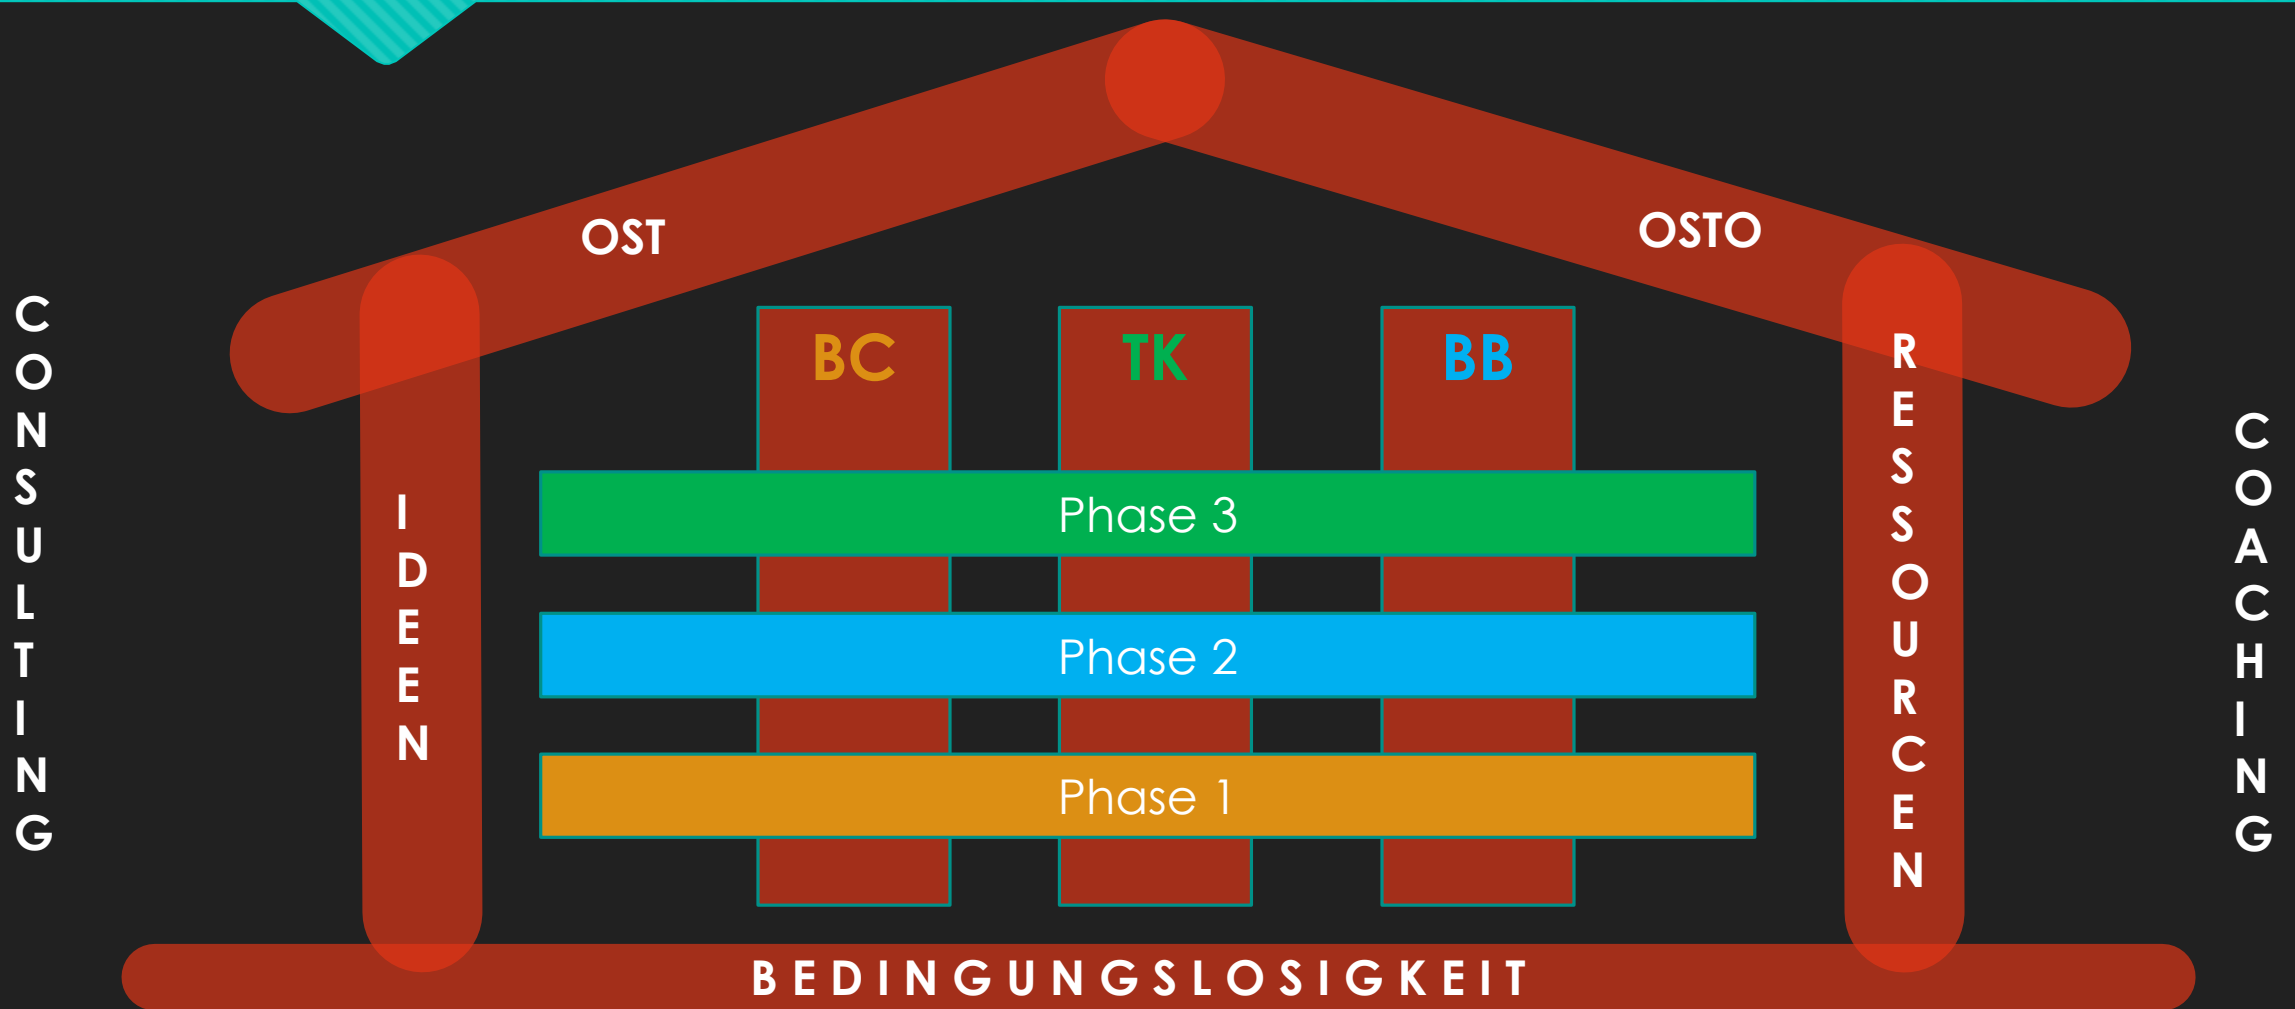 OST
OSTO
CONSULTING
IDEEN
BC
TK
BB
Phase 3
Phase 2
Phase 1
RESSOURCEN
COACHING
BEDINGUNGSLOSIGKEIT